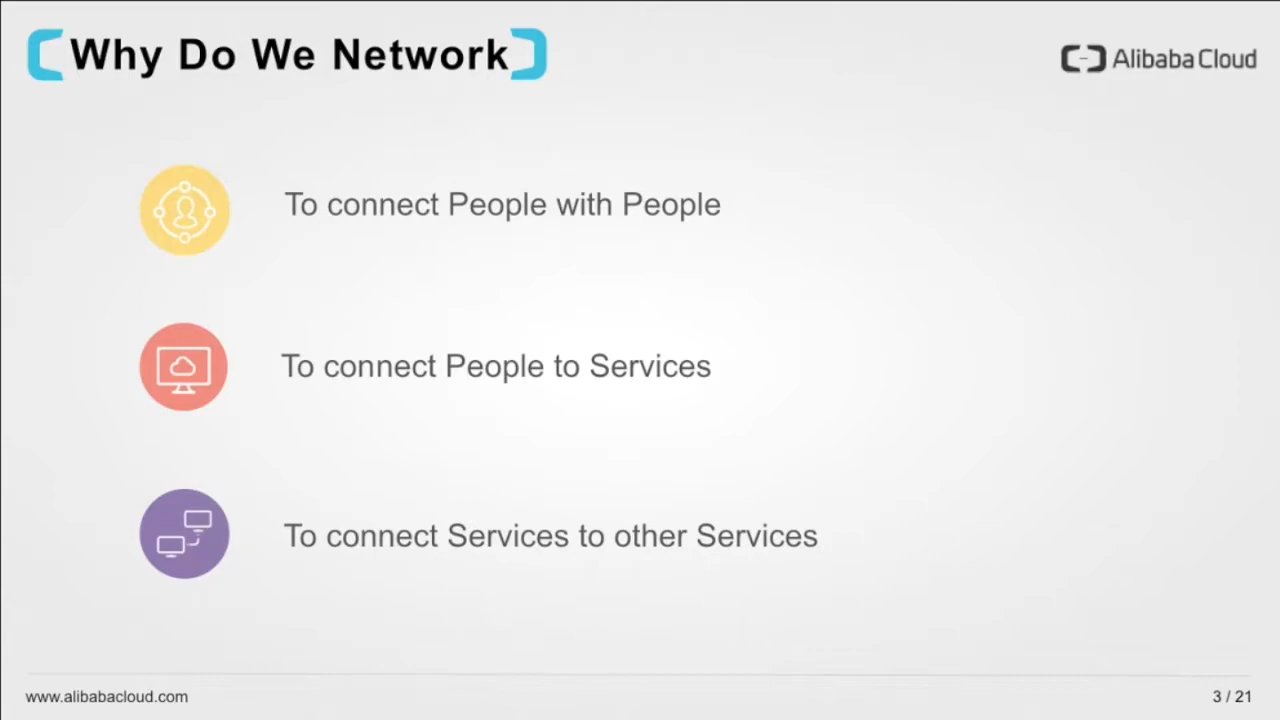 Why Do We Network
Alibaba Cloud
To connect People with People
To connect People to Services
To connect Services to other Services
www.alibabacloud.com
3 / 21